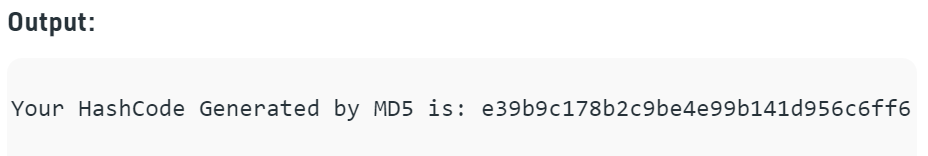 Output:
Your HashCode Generated by MD5 is: e39b9c178b2c9be4e99b141d956c6ff6